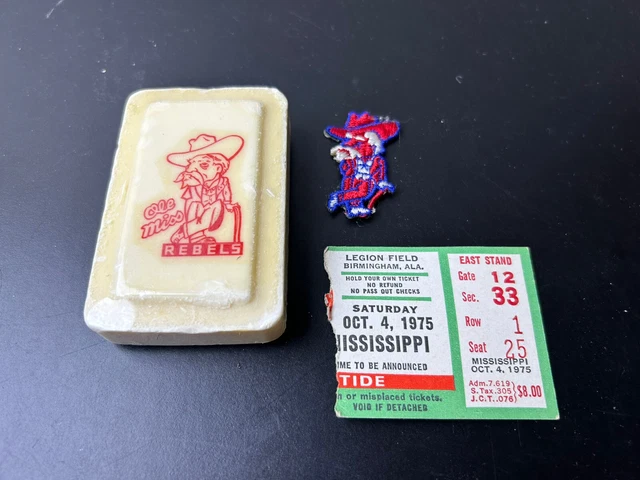 Ole
Miss
REBELS
LEGION FIELD
BIRMINGHAM, ALA.
HOLD YOUR OWN TICKET
NO REFUND
NO PASS OUT CHECKS
SATURDAY
OCT. 4, 1975
MISSISSIPPI
TO BE ANNOUNCED
TIDE
or misplaced tickets.
VOID IF DETACHED
EAST STAND
Gate 12
Sec. 33
Row 1
Seat 25
MISSISSIPPI
OCT. 4, 1975
Adm. 7.619
S. Tax .305
J.C.T. .076
$8.00